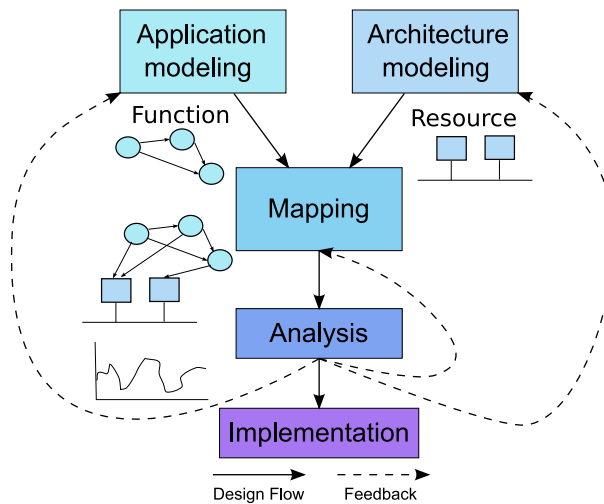 Application
modeling
Architecture
modeling
Function
Resource
Mapping
Analysis
Implementation
Design Flow
Feedback